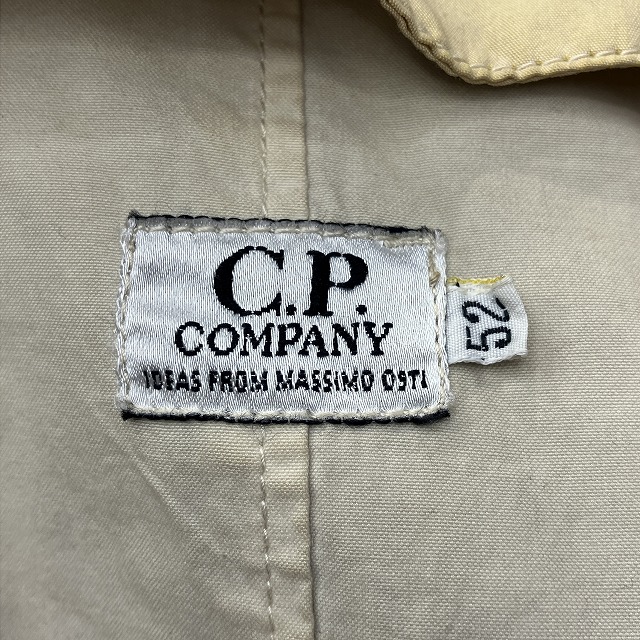 C.P.
COMPANY
IDEAS FROM MASSIMO OSTI
52